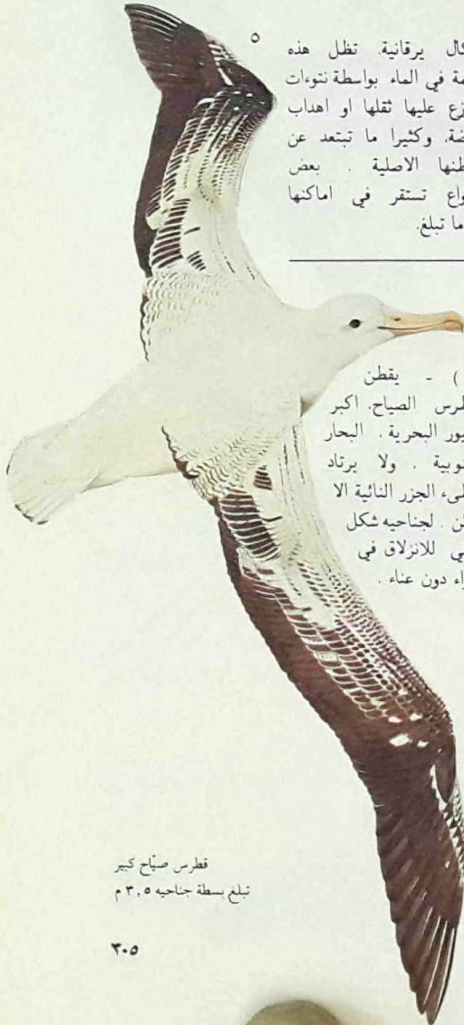 ٥
كال يرقانية. تظل هذه
مة في الماء بواسطة نتوءات
زع عليها ثقلها او اهداب
ضة، وكثيرا ما تبتعد عن
طنها الاصلية . بعض
واع تستقر في اماكنها
ما تبلغ.
) - يقطن
طرس الصياح. اكبر
يور البحرية . البحار
نوبية . ولا يرتاد
طىء الجزر النائية الا
ن . لجناحيه شكل
ي للانزلاق في
اء دون عناء .
قطرس صيّاح كبير
تبلغ بسطة جناحيه ٣,٥ م
٣٠٥